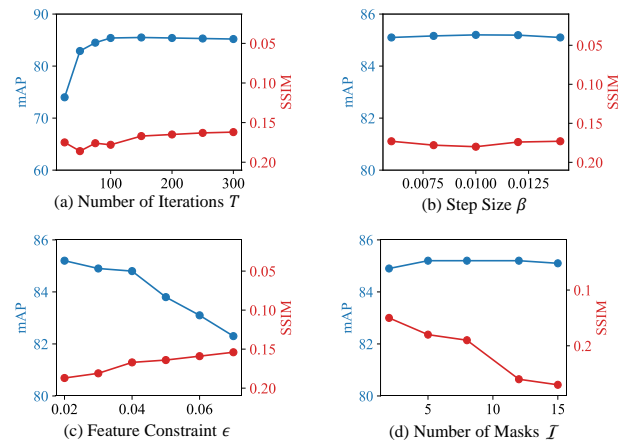 90 80 70 60
mAP
0.05 0.10 0.15 0.20
SSIM
100 200 300
(a) Number of Iterations T
86 84 82 80
mAP
0.05 0.10 0.15 0.20
SSIM
0.0075 0.0100 0.0125
(b) Step Size β
86 84 82 80
mAP
0.05 0.10 0.15 0.20
SSIM
0.02 0.04 0.06
(c) Feature Constraint ϵ
86 84 82 80
mAP
0.1 0.2
SSIM
5 10 15
(d) Number of Masks I